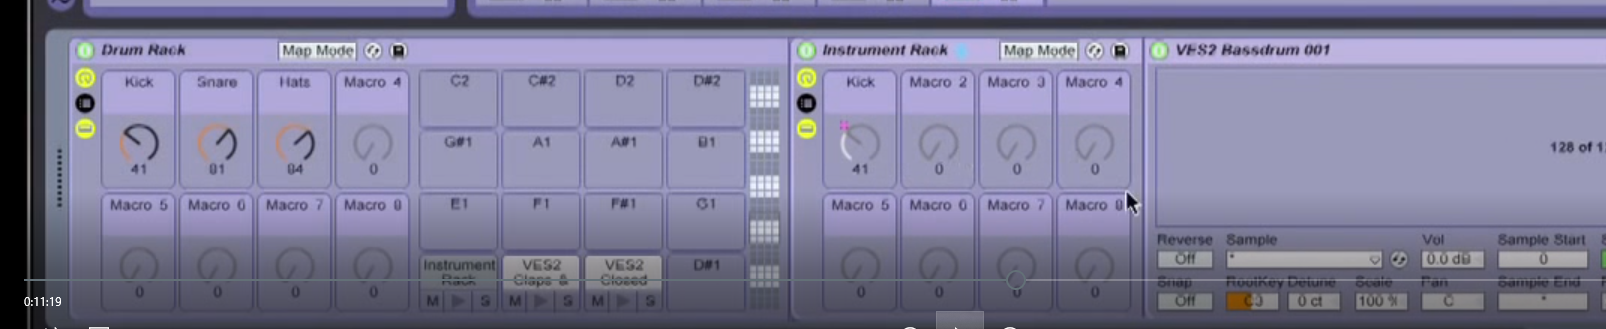 Drum Rack Map Mode
Instrument Rack Map Mode
VES2 Bassdrum 001
Kick Snare Hats Macro 4
41 81 84 0
Macro 5 Macro 6 Macro 7 Macro 8
0 0 0 0
C2 C#2 D2 D#2
G#1 A1 A#1 B1
E1 F1 F#1 G1
Instrument Rack
VES2 Claps &
VES2 Closed
D#1
M S M S M S
Kick Macro 2 Macro 3 Macro 4
41 0 0 0
Macro 5 Macro 6 Macro 7 Macro 8
0 0 0 0
128 of
Reverse Sample Vol Sample Start
Off * 0.0 dB 0
Snap RootKey Detune Scale Pan Sample End
Off C3 0 ct 100 % C *
0:11:19